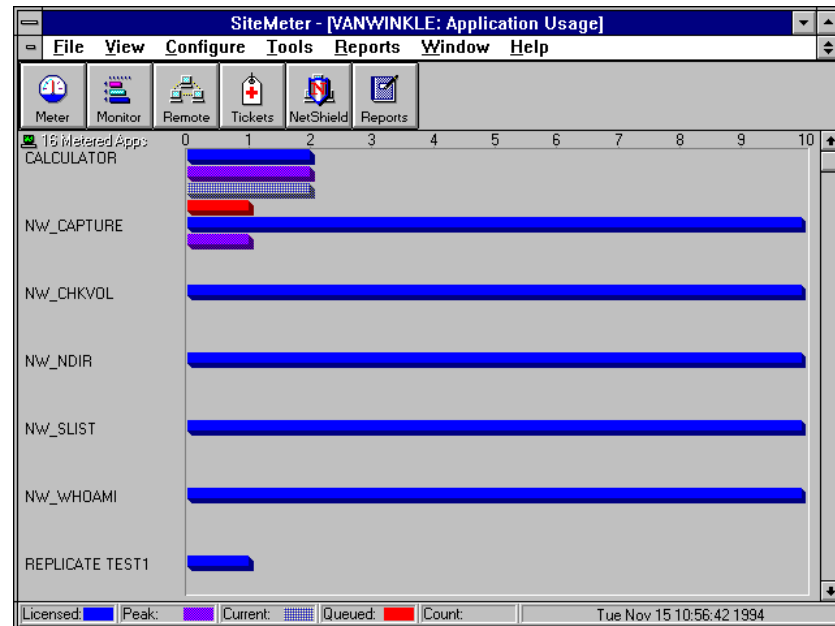 SiteMeter - [VANWINKLE: Application Usage]
File View Configure Tools Reports Window Help
Meter Monitor Remote Tickets NetShield Reports
16 Metered Apps 0 1 2 3 4 5 6 7 8 9 10
CALCULATOR
NW_CAPTURE
NW_CHKVOL
NW_NDIR
NW_SLIST
NW_WHOAMI
REPLICATE TEST1
Licensed: Peak: Current: Queued: Count: Tue Nov 15 10:56:42 1994